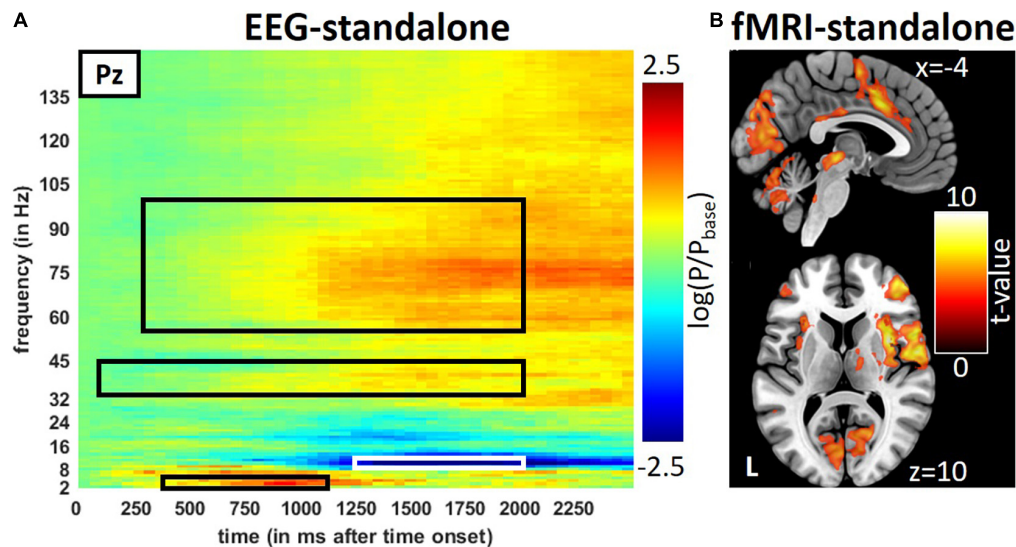 A
EEG-standalone
Pz
135
120
105
90
75
60
45
32
24
16
8
2
frequency (in Hz)
0 250 500 750 1000 1250 1500 1750 2000 2250
time (in ms after time onset)
2.5
log(P/Pbase)
-2.5
B
fMRI-standalone
x=-4
10
t-value
0
L
z=10